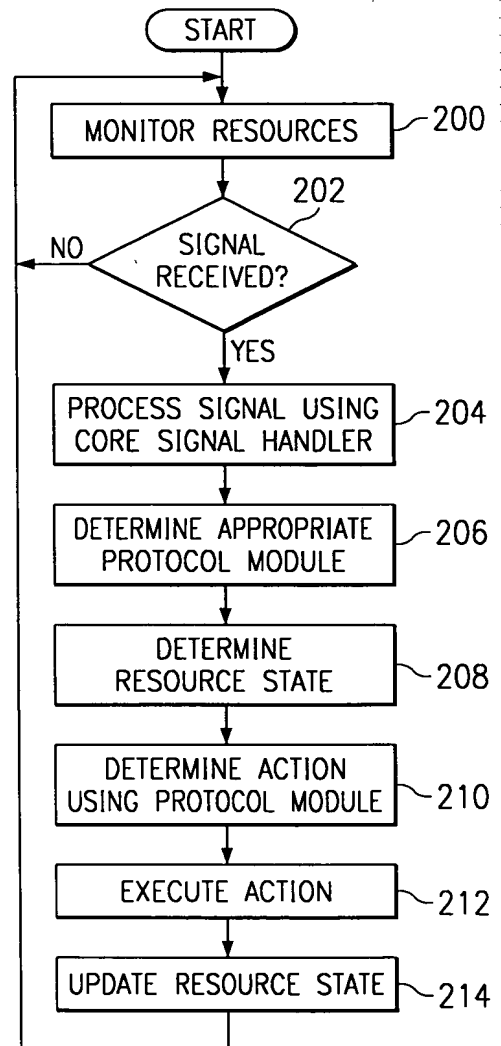 START
MONITOR RESOURCES
200
202
SIGNAL
RECEIVED?
NO
YES
PROCESS SIGNAL USING
CORE SIGNAL HANDLER
204
DETERMINE APPROPRIATE
PROTOCOL MODULE
206
DETERMINE
RESOURCE STATE
208
DETERMINE ACTION
USING PROTOCOL MODULE
210
EXECUTE ACTION
212
UPDATE RESOURCE STATE
214